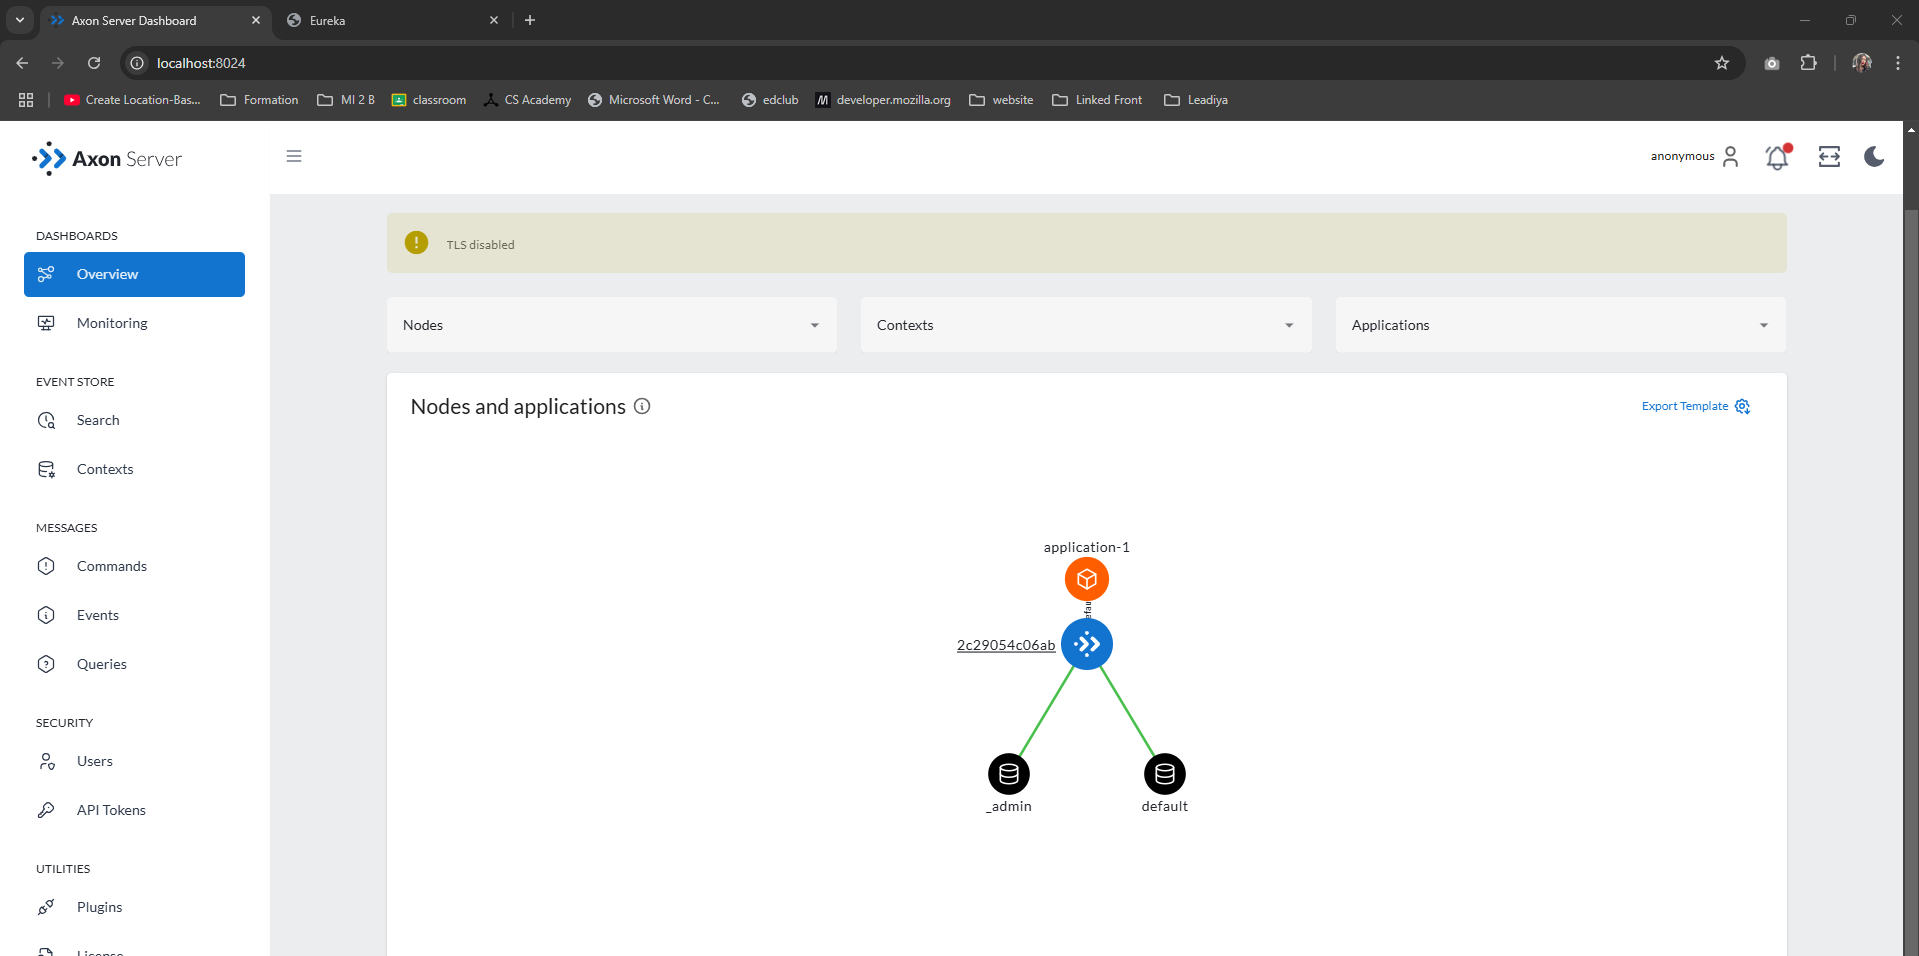 Axon Server Dashboard
Eureka
localhost:8024
Create Location-Bas...
Formation
MI 2 B
classroom
CS Academy
Microsoft Word - C...
edclub
M
developer.mozilla.org
website
Linked Front
Leadiya
Axon Server
anonymous
DASHBOARDS
Overview
Monitoring
EVENT STORE
Search
Contexts
MESSAGES
Commands
Events
Queries
SECURITY
Users
API Tokens
UTILITIES
Plugins
License
TLS disabled
Nodes
Contexts
Applications
Nodes and applications
Export Template
application-1
efau
2c29054c06ab
_admin
default